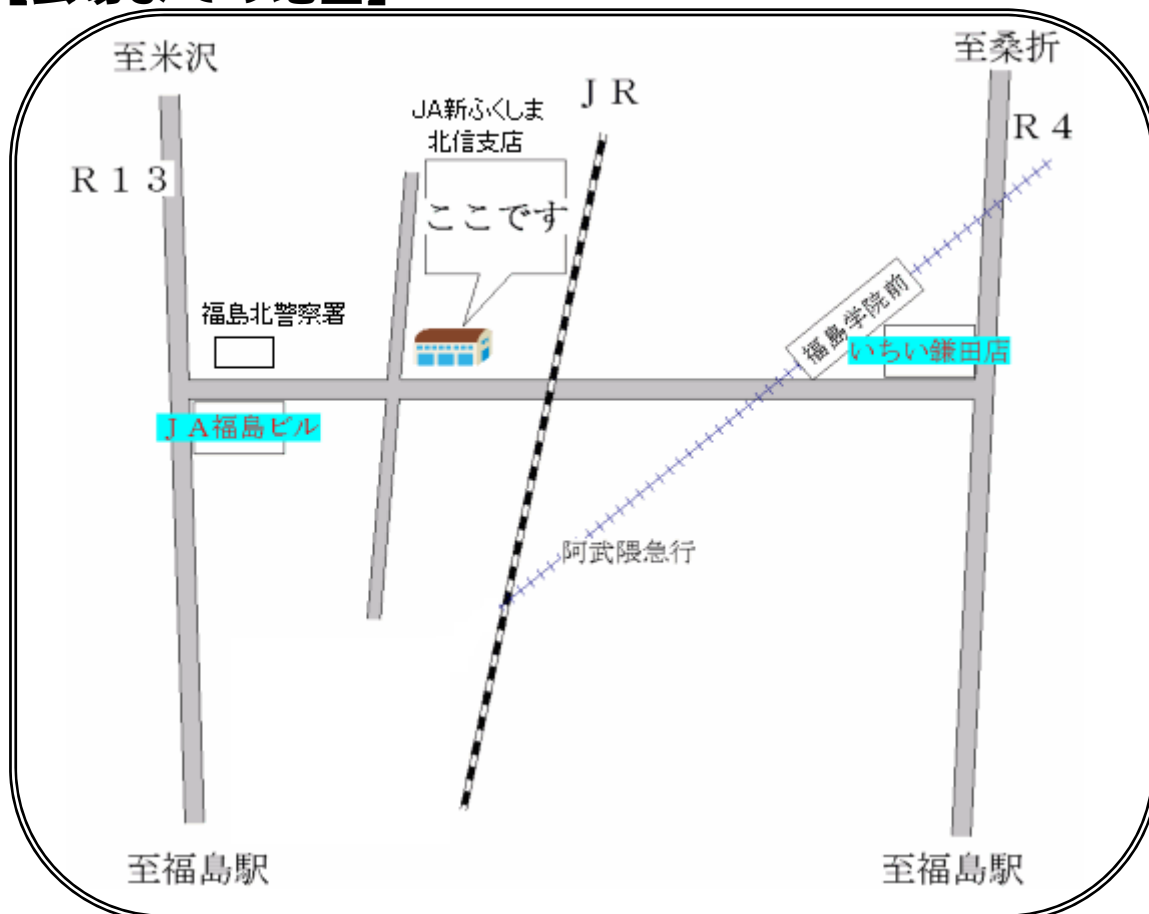 至米沢
至桑折
JR
JA新ふくしま
北信支店
R4
R13
ここです
福島北警察署
福島学院前
いちい鎌田店
JA福島ビル
阿武隈急行
至福島駅
至福島駅